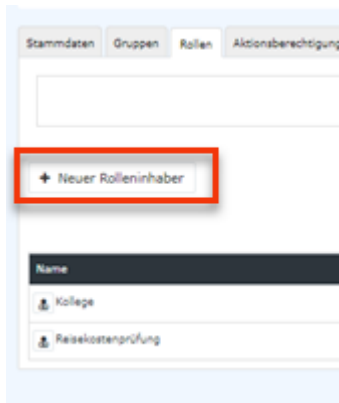 Stammdaten Gruppen Rollen Aktionsberechtigung
+ Neuer Rolleninhaber
Name
Kollege
Reisekostenprüfung